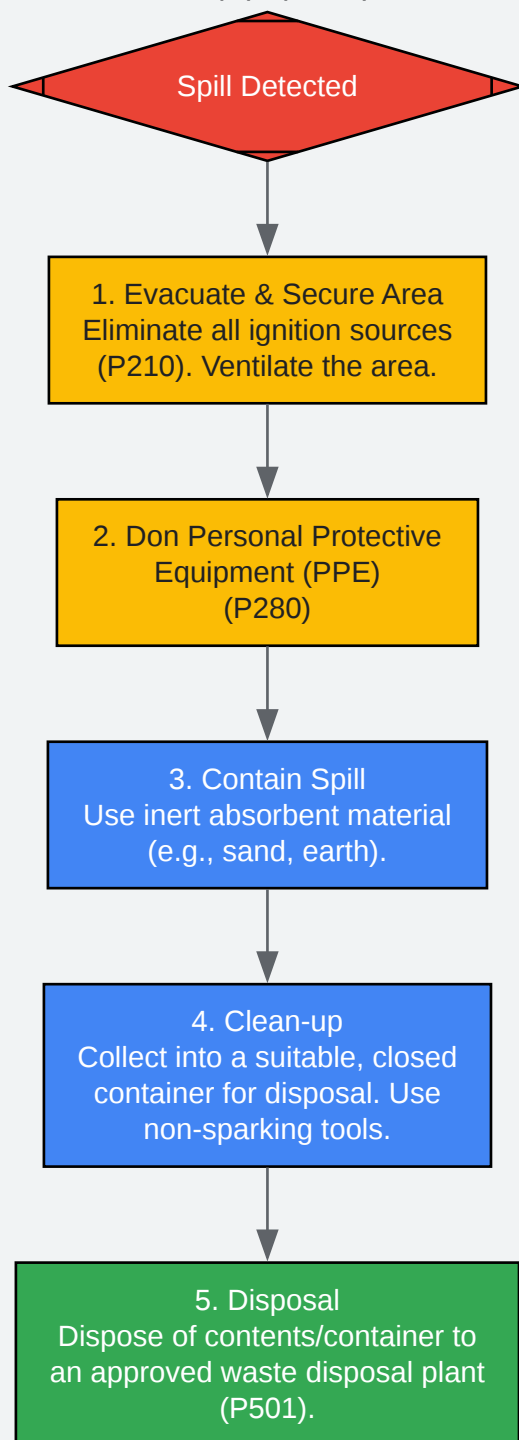 Spill Detected
1. Evacuate & Secure Area
Eliminate all ignition sources
(P210). Ventilate the area.
2. Don Personal Protective
Equipment (PPE)
(P280)
3. Contain Spill
Use inert absorbent material
(e.g., sand, earth).
4. Clean-up
Collect into a suitable, closed
container for disposal. Use
non-sparking tools.
5. Disposal
Dispose of contents/container to
an approved waste disposal plant
(P501).